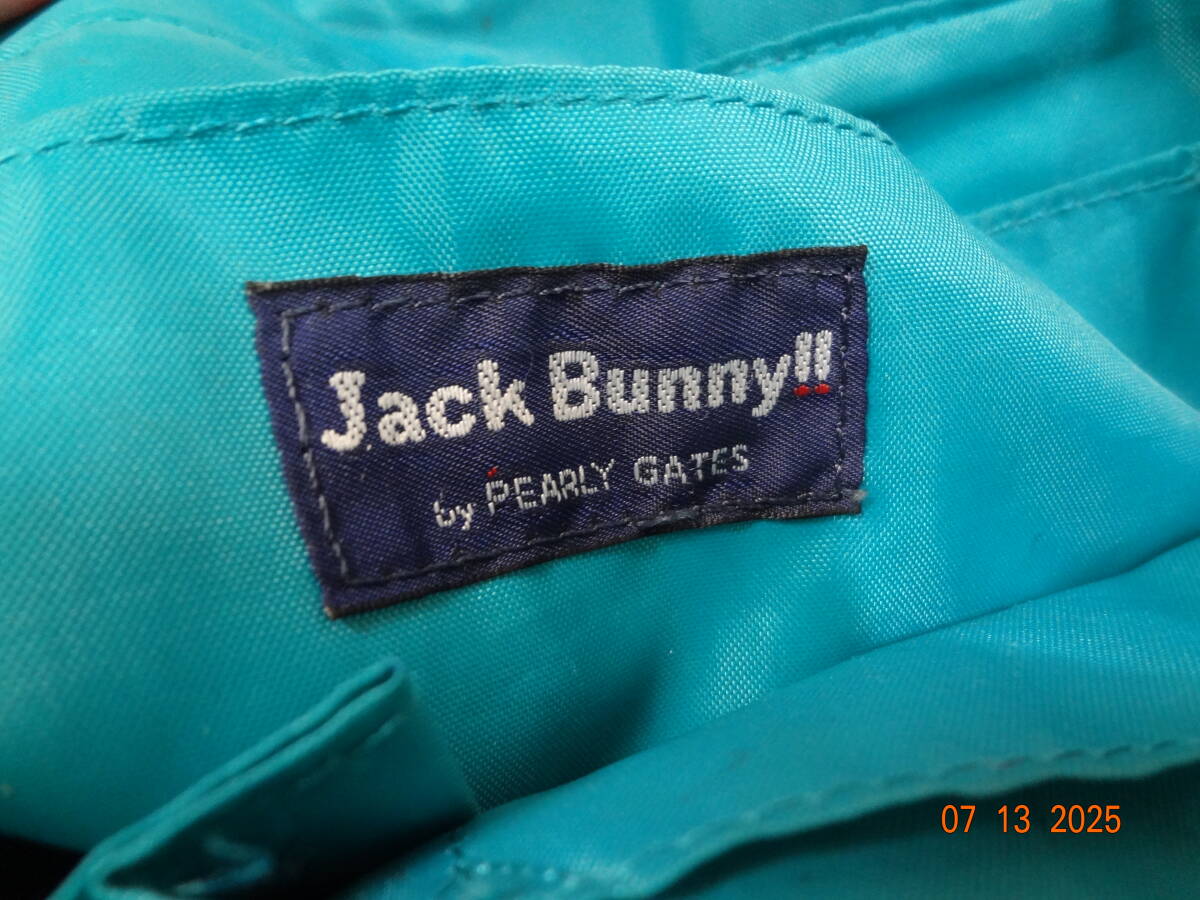 Jack Bunny!!
by PEARLY GATES
07 13 2025